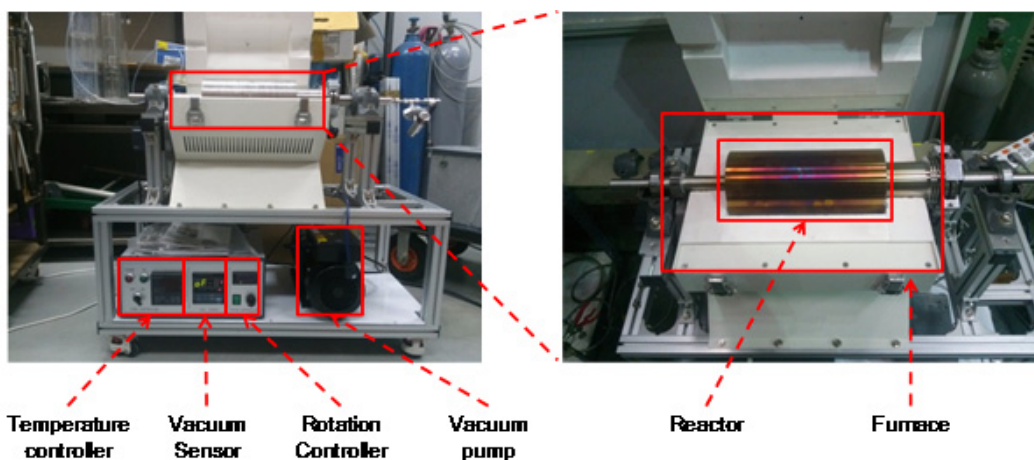 Temperature
controller
Vacuum
Sensor
Rotation
Controller
Vacuum
pump
Reactor
Furnace